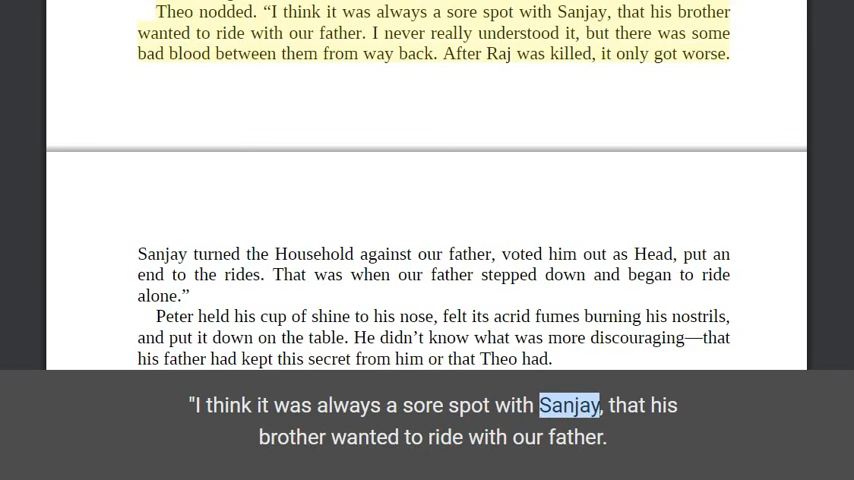 Theo nodded. “I think it was always a sore spot with Sanjay, that his brother
wanted to ride with our father. I never really understood it, but there was some
bad blood between them from way back. After Raj was killed, it only got worse.
Sanjay turned the Household against our father, voted him out as Head, put an
end to the rides. That was when our father stepped down and began to ride
alone.”
Peter held his cup of shine to his nose, felt its acrid fumes burning his nostrils,
and put it down on the table. He didn’t know what was more discouraging—that
his father had kept this secret from him or that Theo had.
"I think it was always a sore spot with Sanjay, that his
brother wanted to ride with our father.